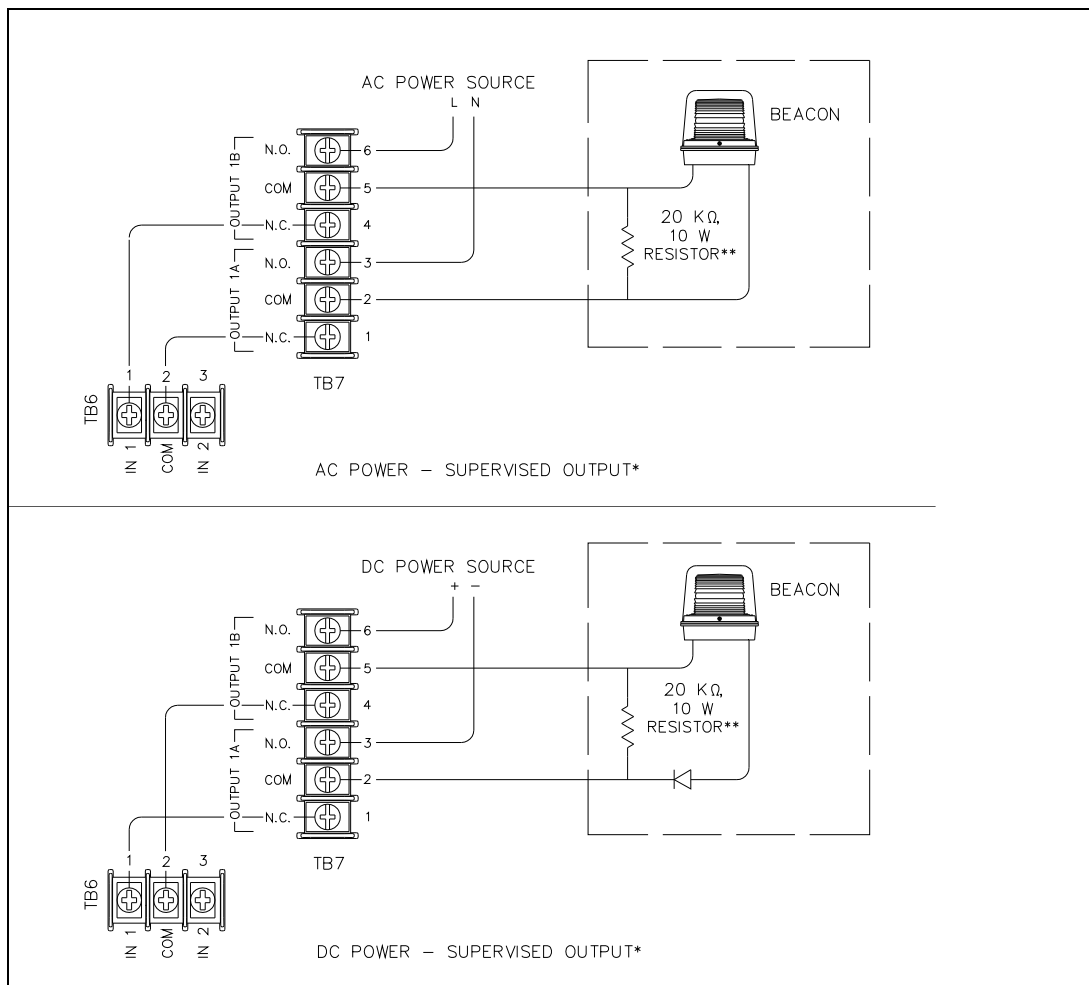 AC POWER SOURCE
L N
BEACON
OUTPUT 1B
N.O. 6
COM 5
N.C. 4
OUTPUT 1A
N.O. 3
COM 2
N.C. 1
20 KΩ,
10 W
RESISTOR**
TB7
1 2 3
TB6
IN 1 COM IN 2
AC POWER – SUPERVISED OUTPUT*
DC POWER SOURCE
+ –
BEACON
OUTPUT 1B
N.O. 6
COM 5
N.C. 4
OUTPUT 1A
N.O. 3
COM 2
N.C. 1
20 KΩ,
10 W
RESISTOR**
TB7
1 2 3
TB6
IN 1 COM IN 2
DC POWER – SUPERVISED OUTPUT*